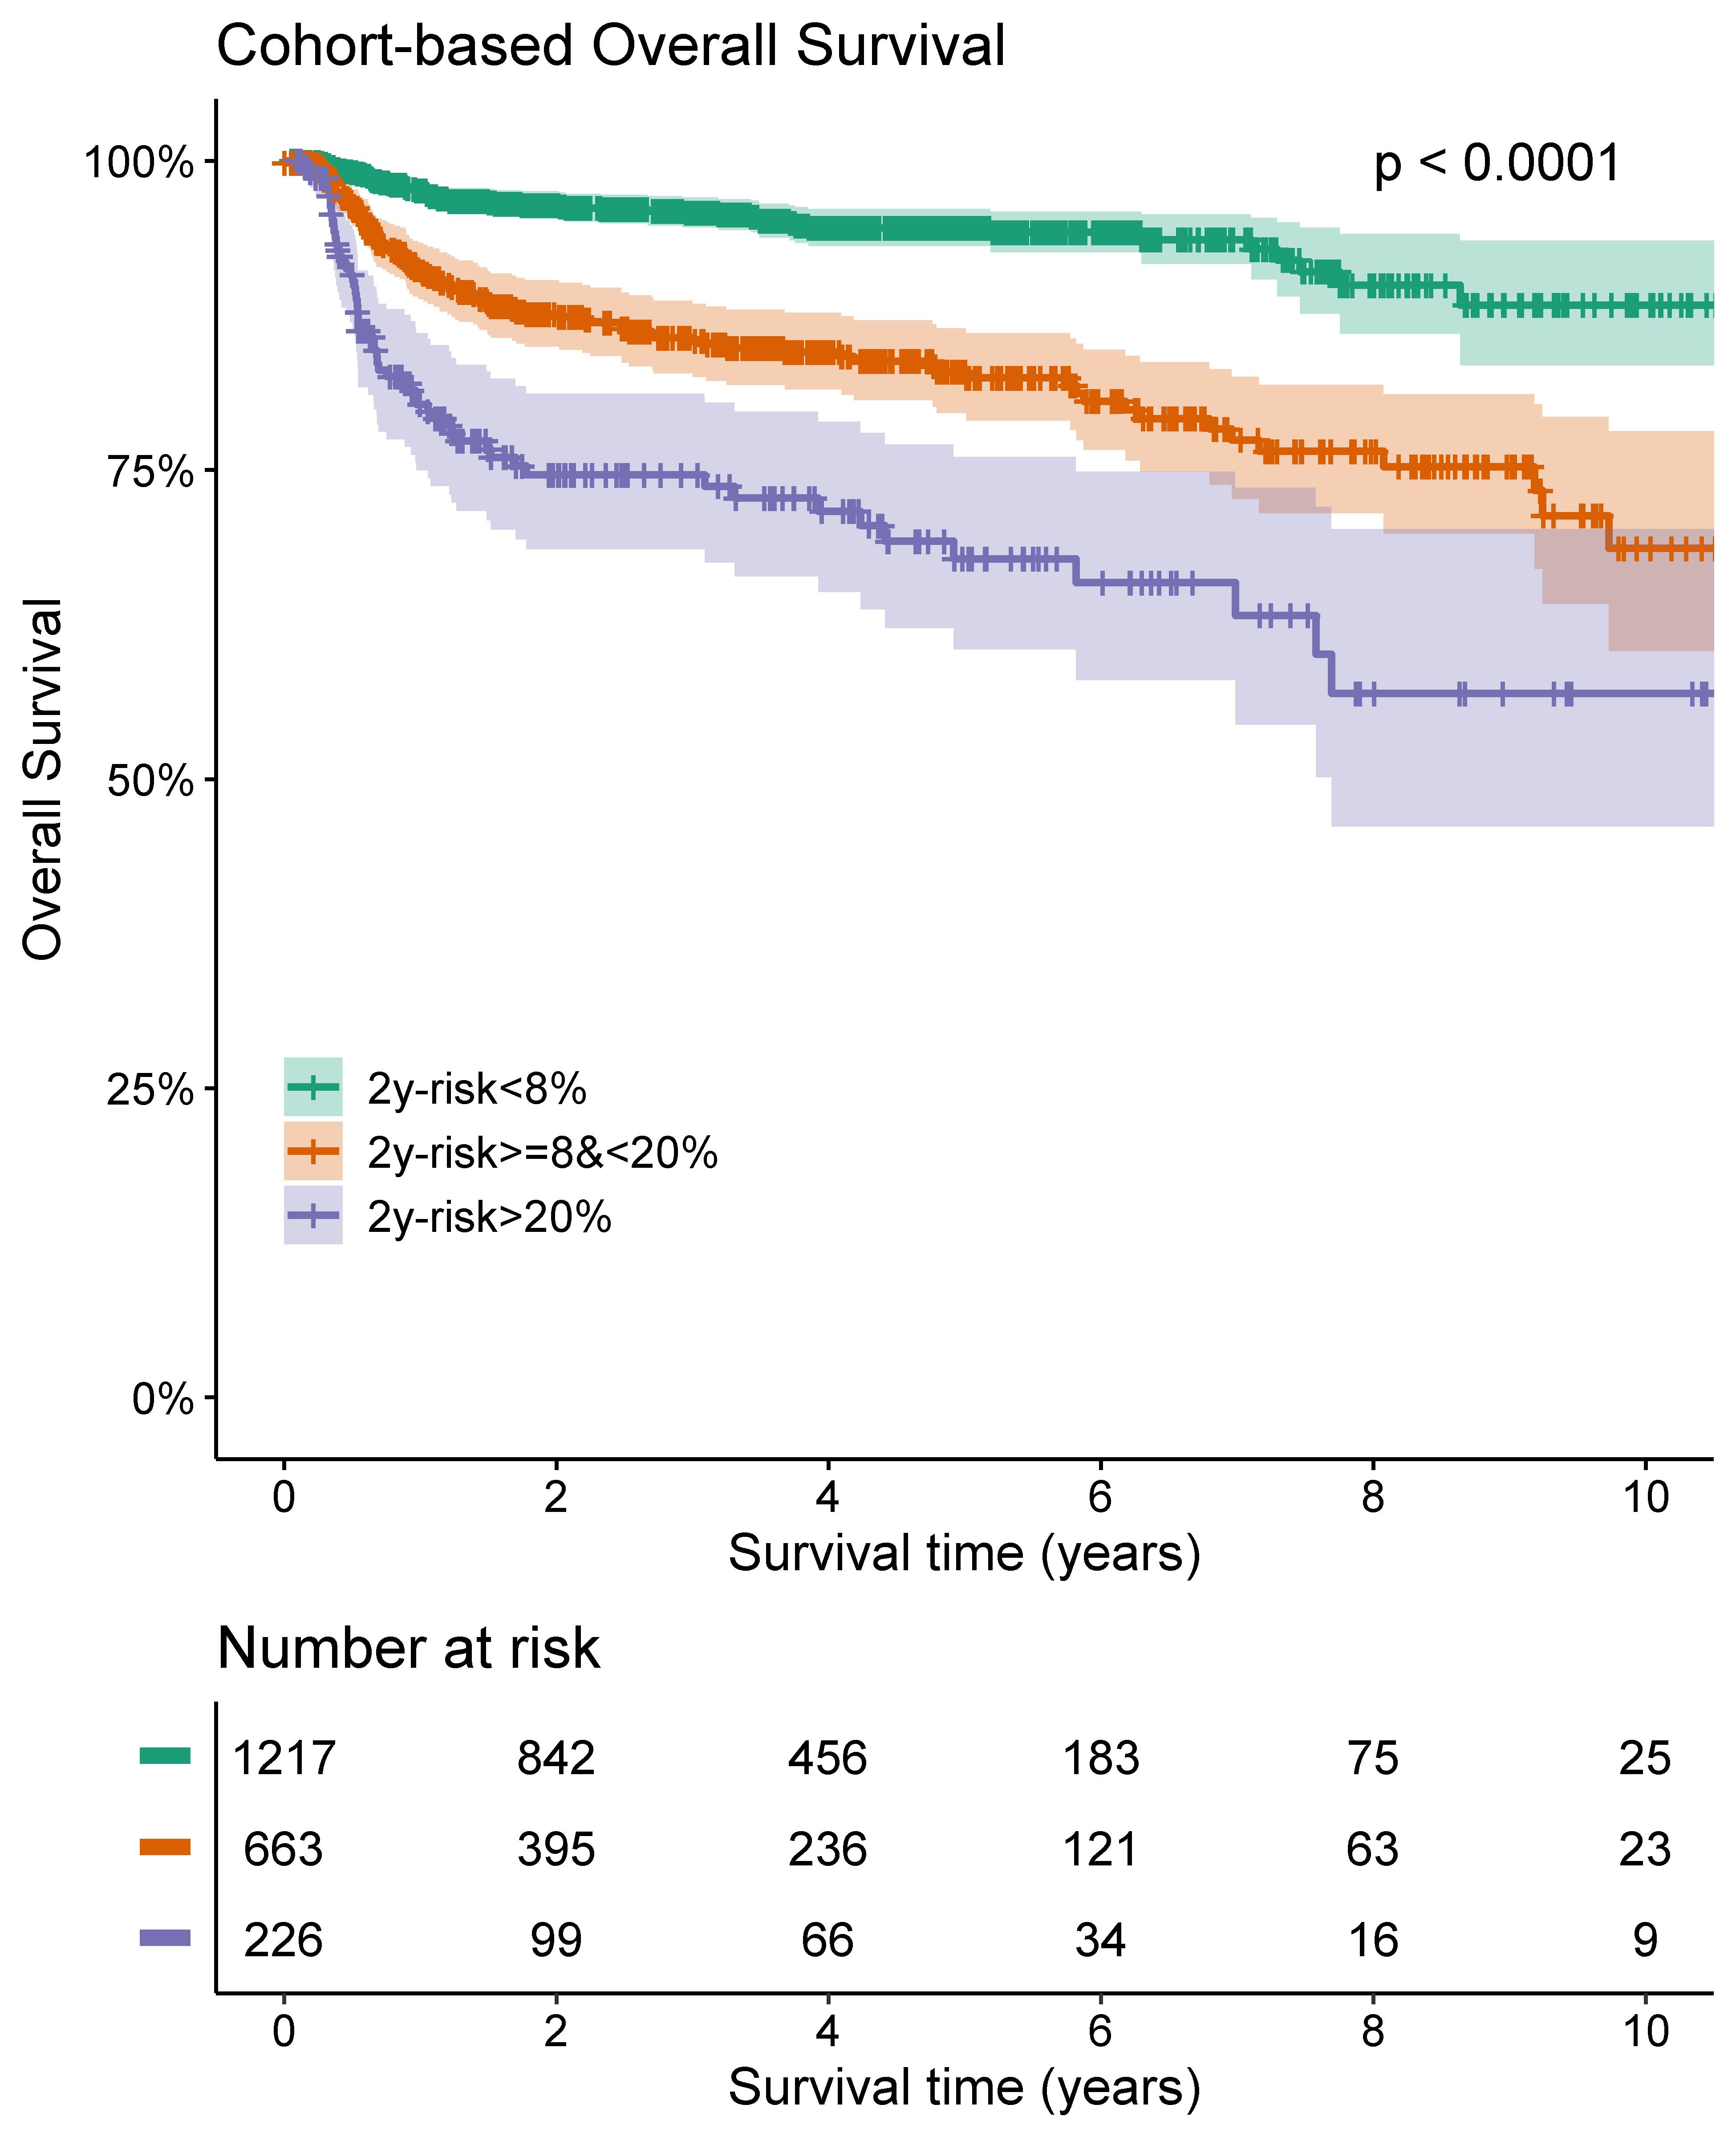 Cohort-based Overall Survival
p < 0.0001
100%
75%
50%
25%
0%
Overall Survival
2y-risk<8%
2y-risk>=8&<20%
2y-risk>20%
0 2 4 6 8 10
Survival time (years)
Number at risk
1217 842 456 183 75 25
663 395 236 121 63 23
226 99 66 34 16 9
0 2 4 6 8 10
Survival time (years)